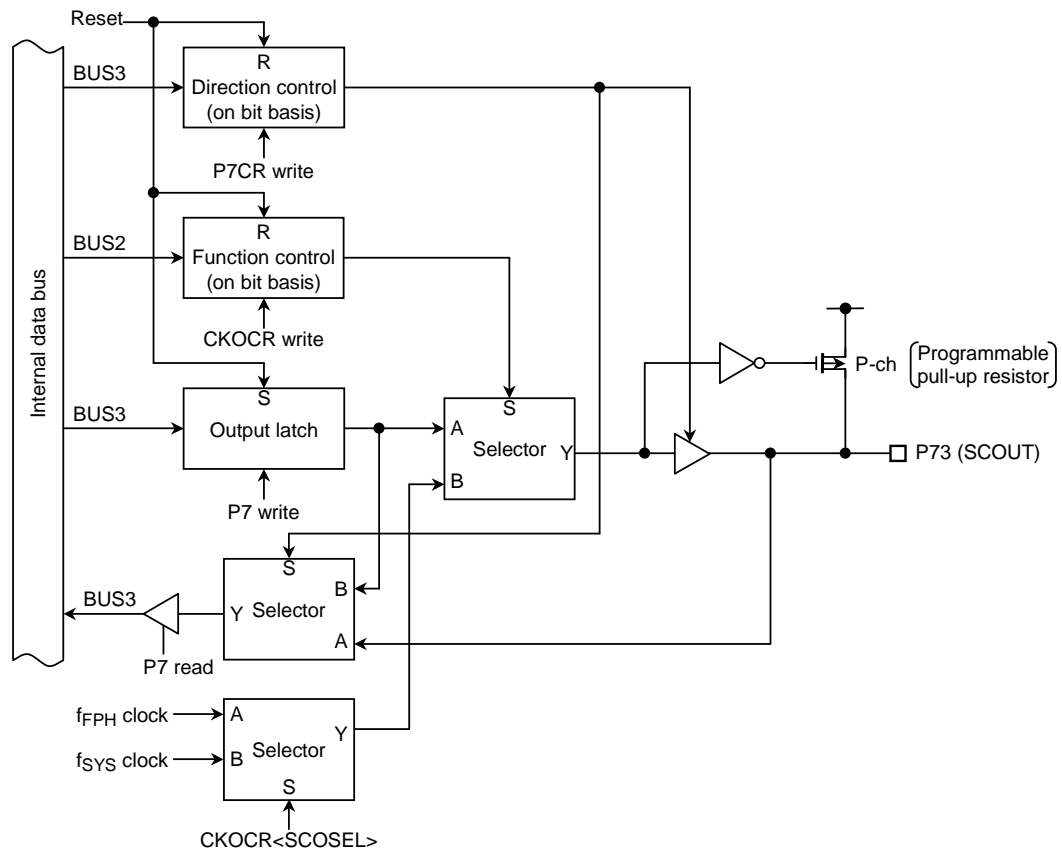 Reset
BUS3
R
Direction control
(on bit basis)
P7CR write
BUS2
R
Function control
(on bit basis)
CKOCR write
Internal data bus
BUS3
S
Output latch
P7 write
S
A
Selector
Y
B
P-ch
Programmable
pull-up resistor
P73 (SCOUT)
S
B
BUS3
Y
Selector
A
P7 read
fFPH clock
A
Y
Selector
fSYS clock
B
S
CKOCR<SCOSEL>